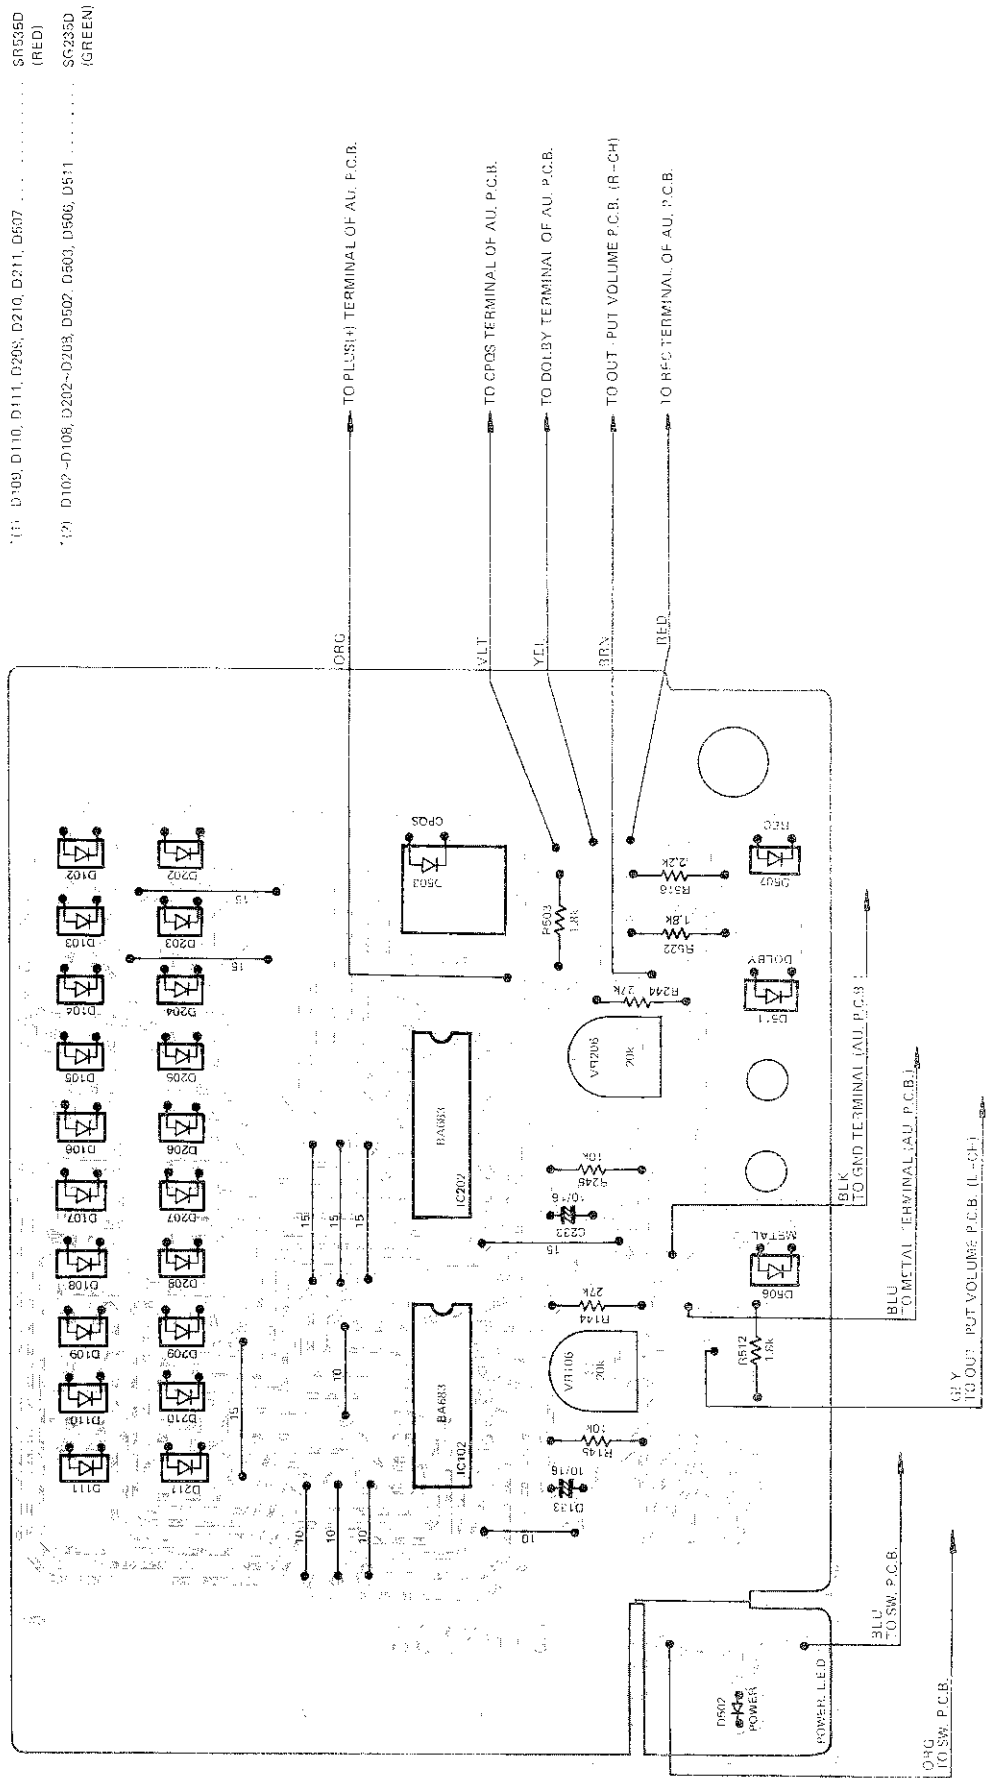 *(1) D109, D110, D111, D209, D210, D211, D507 SR535D
(RED)
*(2) D102~D108, D202~D208, D502, D503, D506, D511 SG235D
(GREEN)
ORG
TO PLUS(+) TERMINAL OF AU. P.C.B.
VLT
TO CPQS TERMINAL OF AU. P.C.B.
YEL
TO DOLBY TERMINAL OF AU. P.C.B.
BRN
TO OUT-PUT VOLUME P.C.B. (R-CH)
RED
TO REC TERMINAL OF AU. P.C.B.
D102
D103
D104
D105
D106
D107
D108
D109
D110
D111
D202
D203
D204
D205
D206
D207
D208
D209
D210
D211
15
15
15
15
15
15
10
10
10
10
CPQS
D503
BA683
IC202
BA683
IC102
R503
1.8k
2.2k
R516
1.8k
R522
27k
R244
VR206
20k
10k
R245
10/16
C233
15
27k
R144
VR106
20k
10k
R145
10/16
D133
10
REC
D507
DOLBY
D511
METAL
D506
R512
1.8k
BLK
TO GND TERMINAL (AU. P.C.B.)
BLU
TO METAL TERMINAL (AU. P.C.B.)
GLY
TO OUT-PUT VOLUME P.C.B. (L-CH)
BLU
TO SW. P.C.B.
ORG
TO SW. P.C.B.
D502
POWER
POWER L.E.D